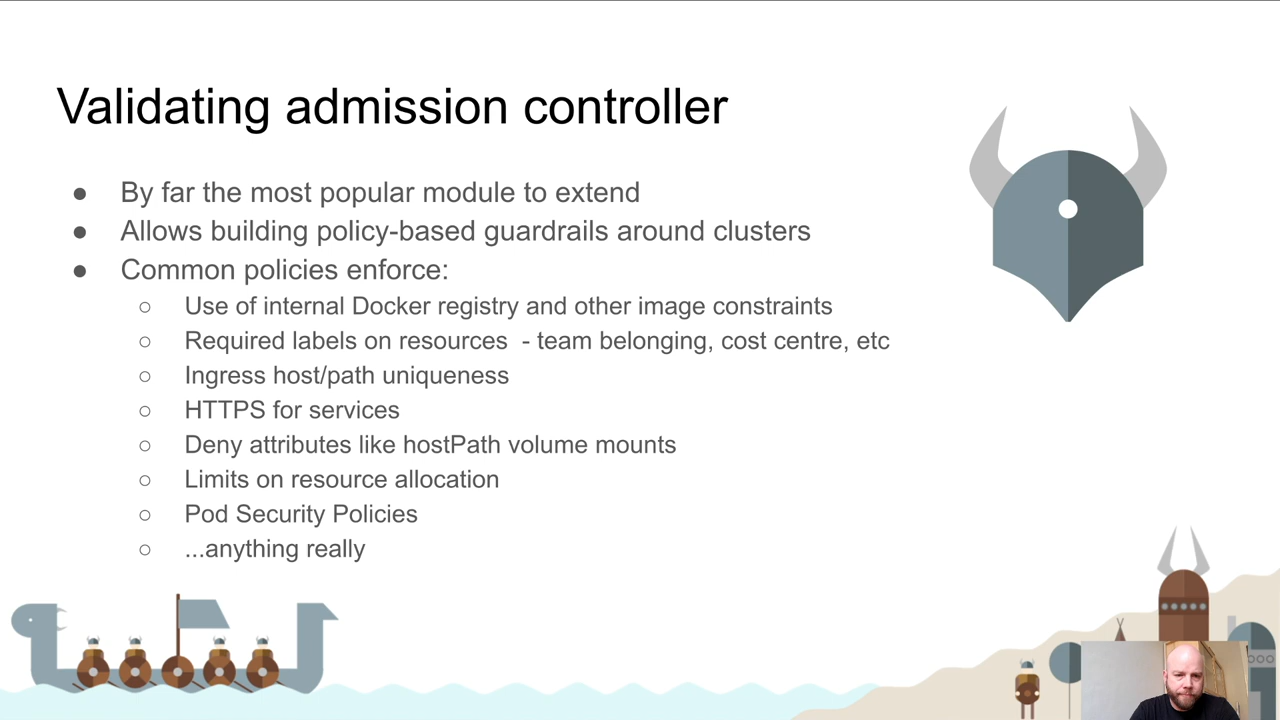 Validating admission controller
● By far the most popular module to extend
● Allows building policy-based guardrails around clusters
● Common policies enforce:
○ Use of internal Docker registry and other image constraints
○ Required labels on resources  - team belonging, cost centre, etc
○ Ingress host/path uniqueness
○ HTTPS for services
○ Deny attributes like hostPath volume mounts
○ Limits on resource allocation
○ Pod Security Policies
○ ...anything really